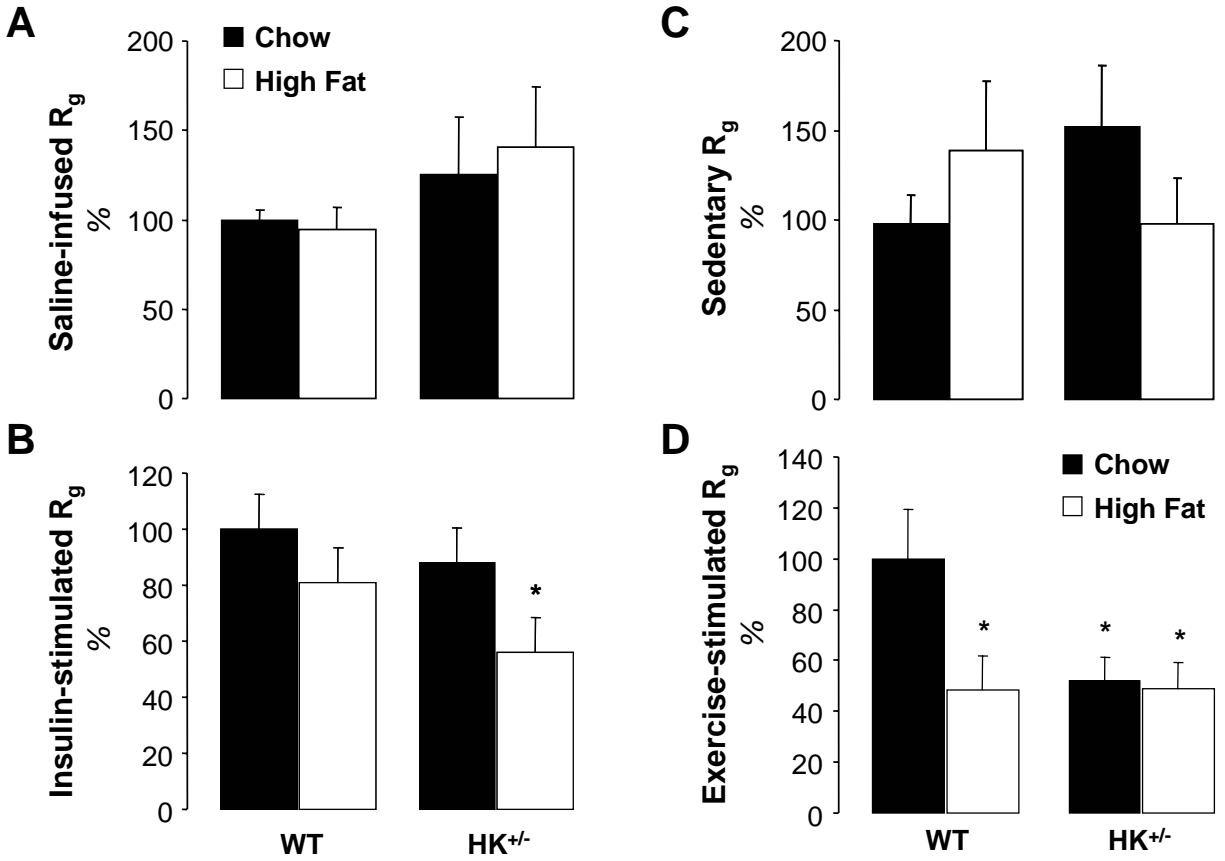 A
Chow
High Fat
Saline-infused Rg
%
200
150
100
50
0
B
Insulin-stimulated Rg
%
120
100
80
60
40
20
0
*
WT
HK+/-
C
Sedentary Rg
%
200
150
100
50
0
D
Chow
High Fat
Exercise-stimulated Rg
%
140
120
100
80
60
40
20
0
*
*
*
WT
HK+/-